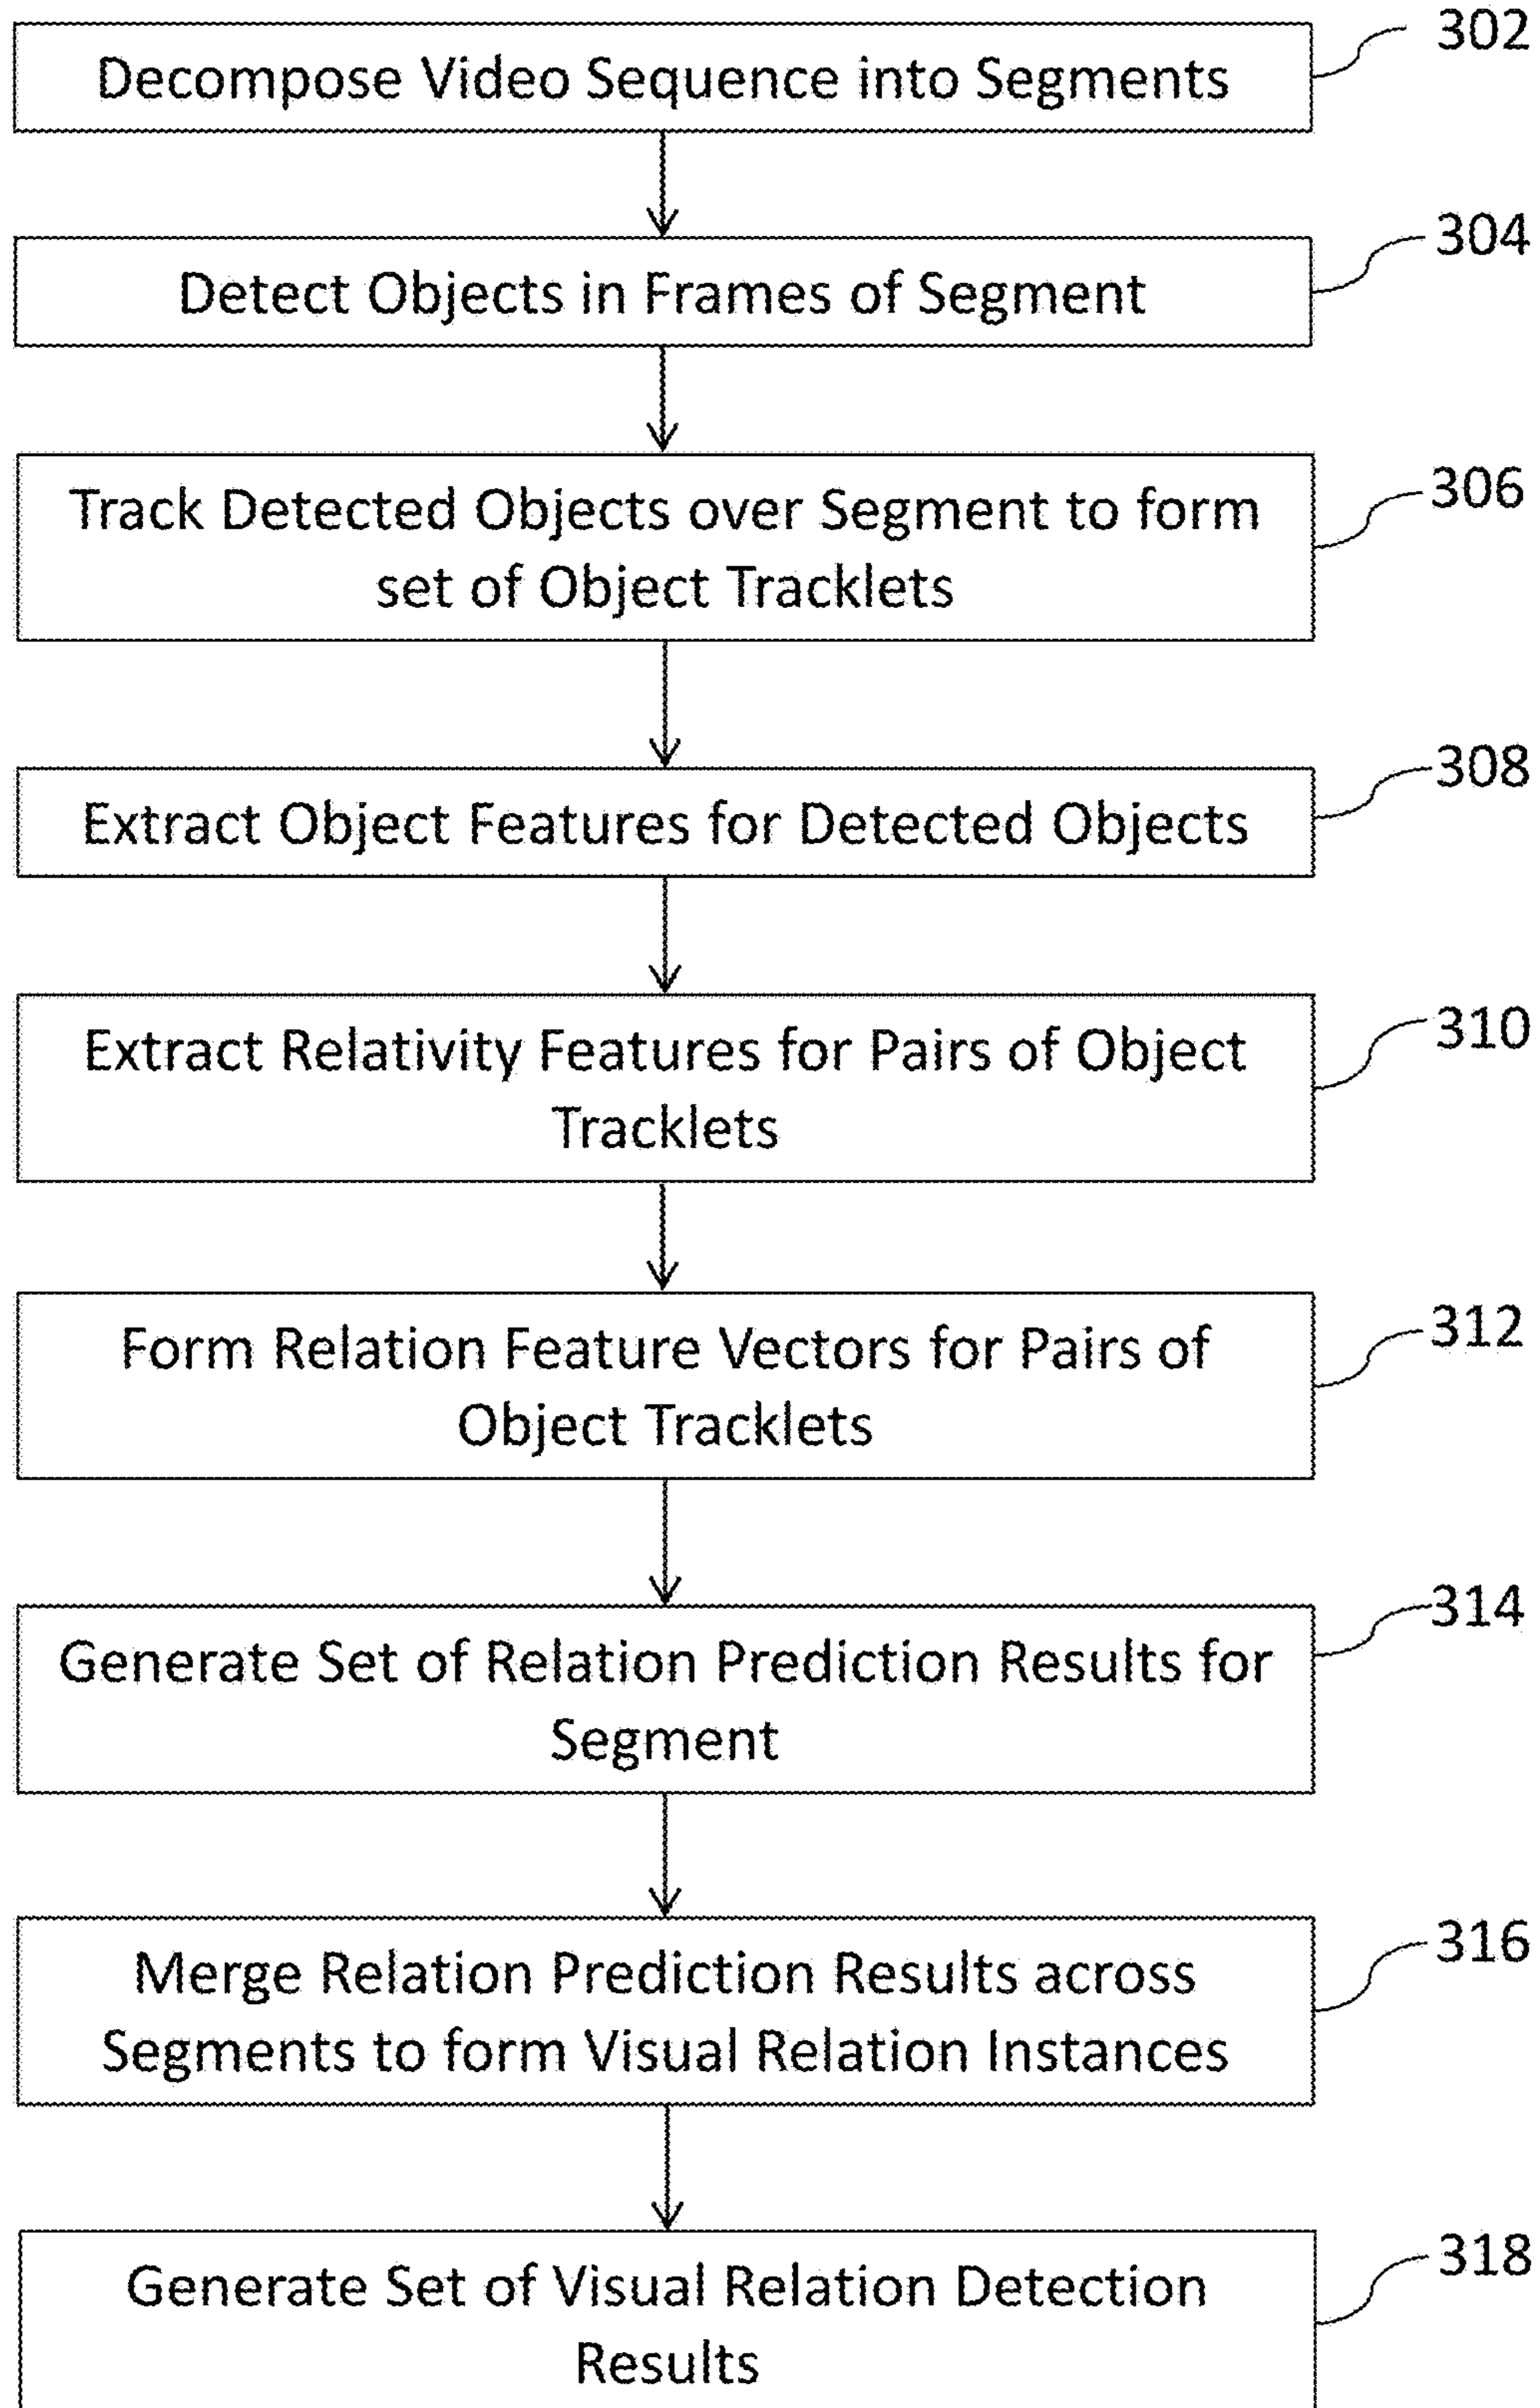 302
Decompose Video Sequence into Segments
304
Detect Objects in Frames of Segment
306
Track Detected Objects over Segment to form
set of Object Tracklets
308
Extract Object Features for Detected Objects
310
Extract Relativity Features for Pairs of Object
Tracklets
312
Form Relation Feature Vectors for Pairs of
Object Tracklets
314
Generate Set of Relation Prediction Results for
Segment
316
Merge Relation Prediction Results across
Segments to form Visual Relation Instances
318
Generate Set of Visual Relation Detection
Results